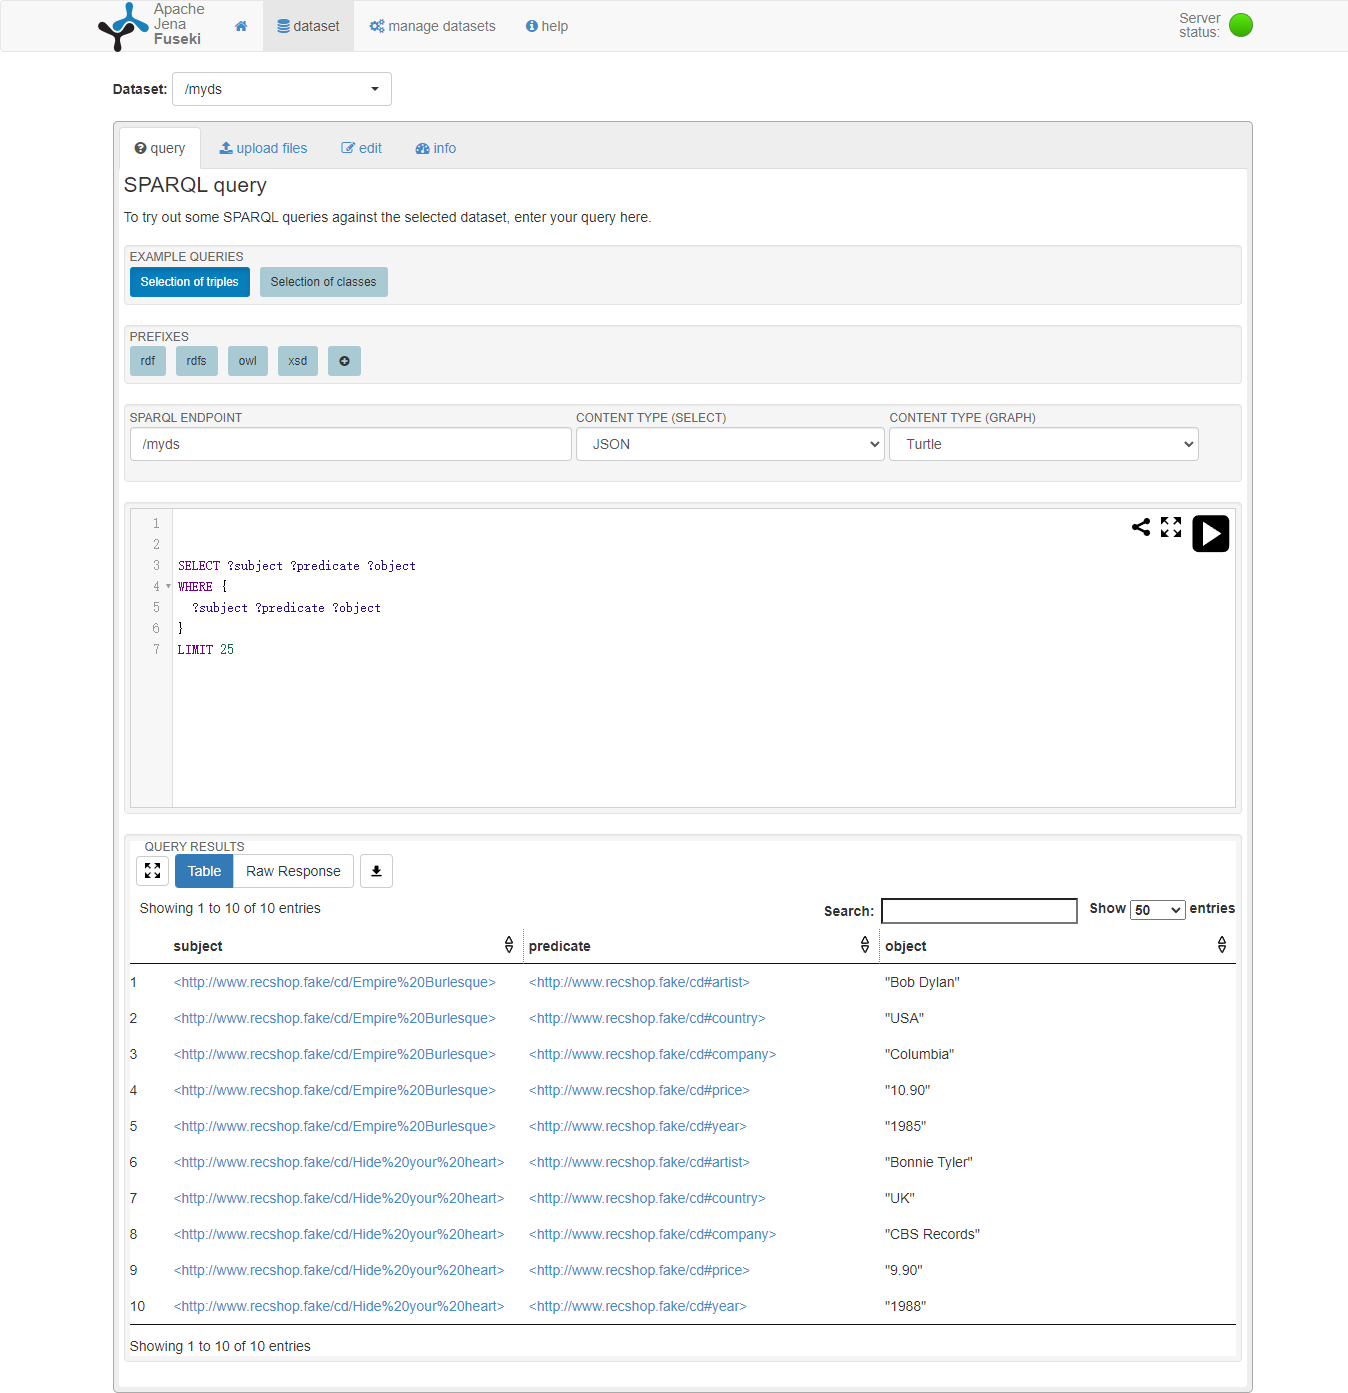 Apache
Jena
Fuseki
dataset
manage datasets
help
Server
status:
Dataset: /myds
query upload files edit info
SPARQL query
To try out some SPARQL queries against the selected dataset, enter your query here.
EXAMPLE QUERIES
Selection of triples Selection of classes
PREFIXES
rdf rdfs owl xsd
SPARQL ENDPOINT CONTENT TYPE (SELECT) CONTENT TYPE (GRAPH)
/myds JSON Turtle
1
2
3 SELECT ?subject ?predicate ?object
4 WHERE {
5 ?subject ?predicate ?object
6 }
7 LIMIT 25
QUERY RESULTS
Table Raw Response
Showing 1 to 10 of 10 entries Search: Show 50 entries
subject predicate object
1 <http://www.recshop.fake/cd/Empire%20Burlesque> <http://www.recshop.fake/cd#artist> "Bob Dylan"
2 <http://www.recshop.fake/cd/Empire%20Burlesque> <http://www.recshop.fake/cd#country> "USA"
3 <http://www.recshop.fake/cd/Empire%20Burlesque> <http://www.recshop.fake/cd#company> "Columbia"
4 <http://www.recshop.fake/cd/Empire%20Burlesque> <http://www.recshop.fake/cd#price> "10.90"
5 <http://www.recshop.fake/cd/Empire%20Burlesque> <http://www.recshop.fake/cd#year> "1985"
6 <http://www.recshop.fake/cd/Hide%20your%20heart> <http://www.recshop.fake/cd#artist> "Bonnie Tyler"
7 <http://www.recshop.fake/cd/Hide%20your%20heart> <http://www.recshop.fake/cd#country> "UK"
8 <http://www.recshop.fake/cd/Hide%20your%20heart> <http://www.recshop.fake/cd#company> "CBS Records"
9 <http://www.recshop.fake/cd/Hide%20your%20heart> <http://www.recshop.fake/cd#price> "9.90"
10 <http://www.recshop.fake/cd/Hide%20your%20heart> <http://www.recshop.fake/cd#year> "1988"
Showing 1 to 10 of 10 entries